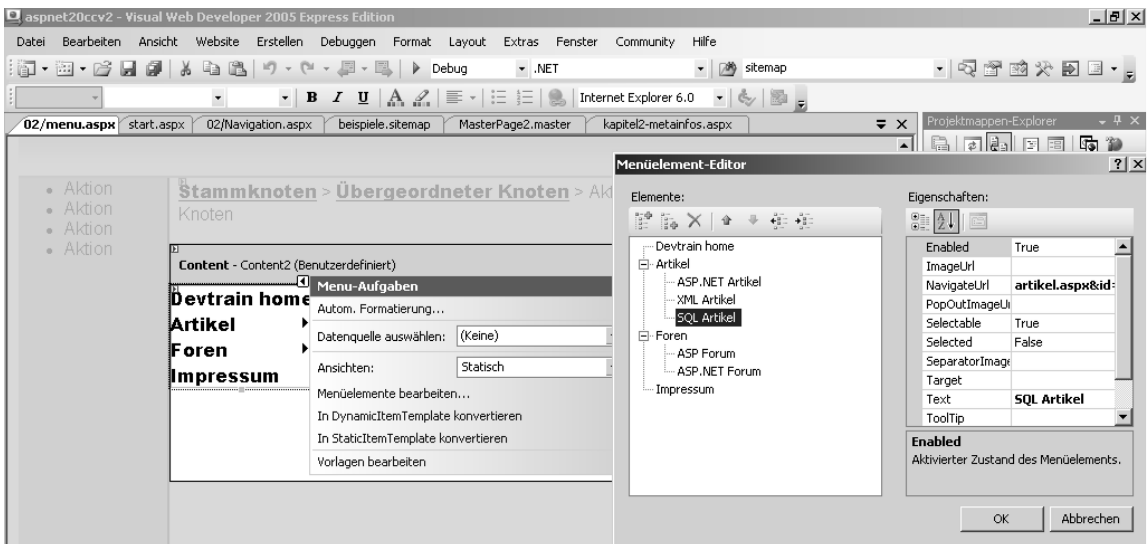 aspnet20ccv2 - Visual Web Developer 2005 Express Edition
Datei Bearbeiten Ansicht Website Erstellen Debuggen Format Layout Extras Fenster Community Hilfe
Debug .NET sitemap
B I U A Internet Explorer 6.0
02/menu.aspx start.aspx 02/Navigation.aspx beispiele.sitemap MasterPage2.master kapitel2-metainfos.aspx
Projektmappen-Explorer
Aktion
Aktion
Aktion
Aktion
Stammknoten > Übergeordneter Knoten > Akt
Knoten
Content - Content2 (Benutzerdefiniert)
Devtrain home
Artikel
Foren
Impressum
Menu-Aufgaben
Autom. Formatierung...
Datenquelle auswählen: (Keine)
Ansichten: Statisch
Menüelemente bearbeiten...
In DynamicItemTemplate konvertieren
In StaticItemTemplate konvertieren
Vorlagen bearbeiten
Menüelement-Editor
Elemente:
Devtrain home
Artikel
ASP.NET Artikel
XML Artikel
SQL Artikel
Foren
ASP Forum
ASP.NET Forum
Impressum
Eigenschaften:
Enabled True
ImageUrl
NavigateUrl artikel.aspx&id=
PopOutImageU
Selectable True
Selected False
SeparatorImage
Target
Text SQL Artikel
ToolTip
Enabled
Aktivierter Zustand des Menüelements.
OK Abbrechen